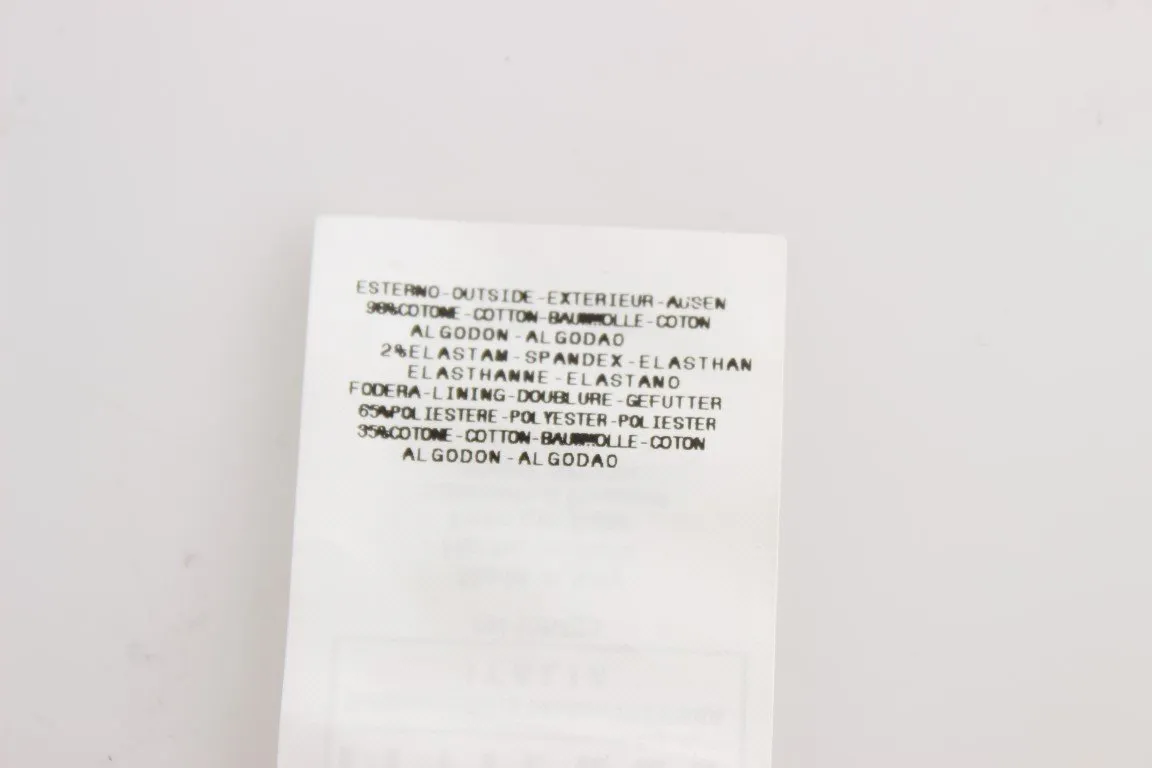 ESTERNO-OUTSIDE-EXTERIEUR-AUSEN
98%COTONE-COTTON-BAUMWOLLE-COTON
ALGODON-ALGODAO
2%ELASTAM-SPANDEX-ELASTHAN
ELASTHANNE-ELASTANO
FODERA-LINING-DOUBLURE-GEFUTTER
65%POLIESTERE-POLYESTER-POLIESTER
35%COTONE-COTTON-BAUMWOLLE-COTON
ALGODON-ALGODAO